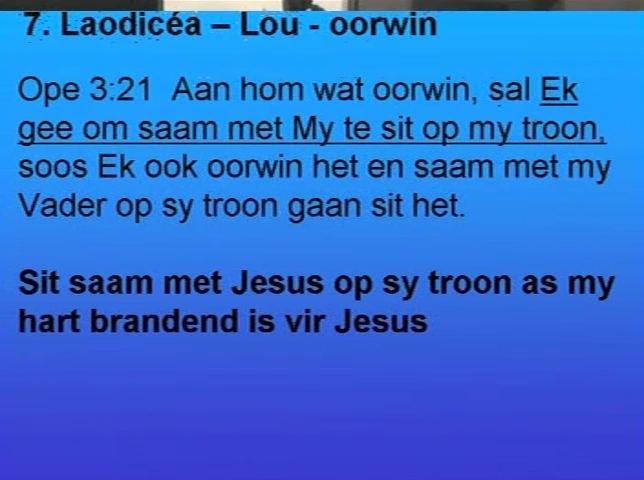 7. Laodicéa – Lou - oorwin
Ope 3:21 Aan hom wat oorwin, sal Ek
gee om saam met My te sit op my troon,
soos Ek ook oorwin het en saam met my
Vader op sy troon gaan sit het.
Sit saam met Jesus op sy troon as my
hart brandend is vir Jesus